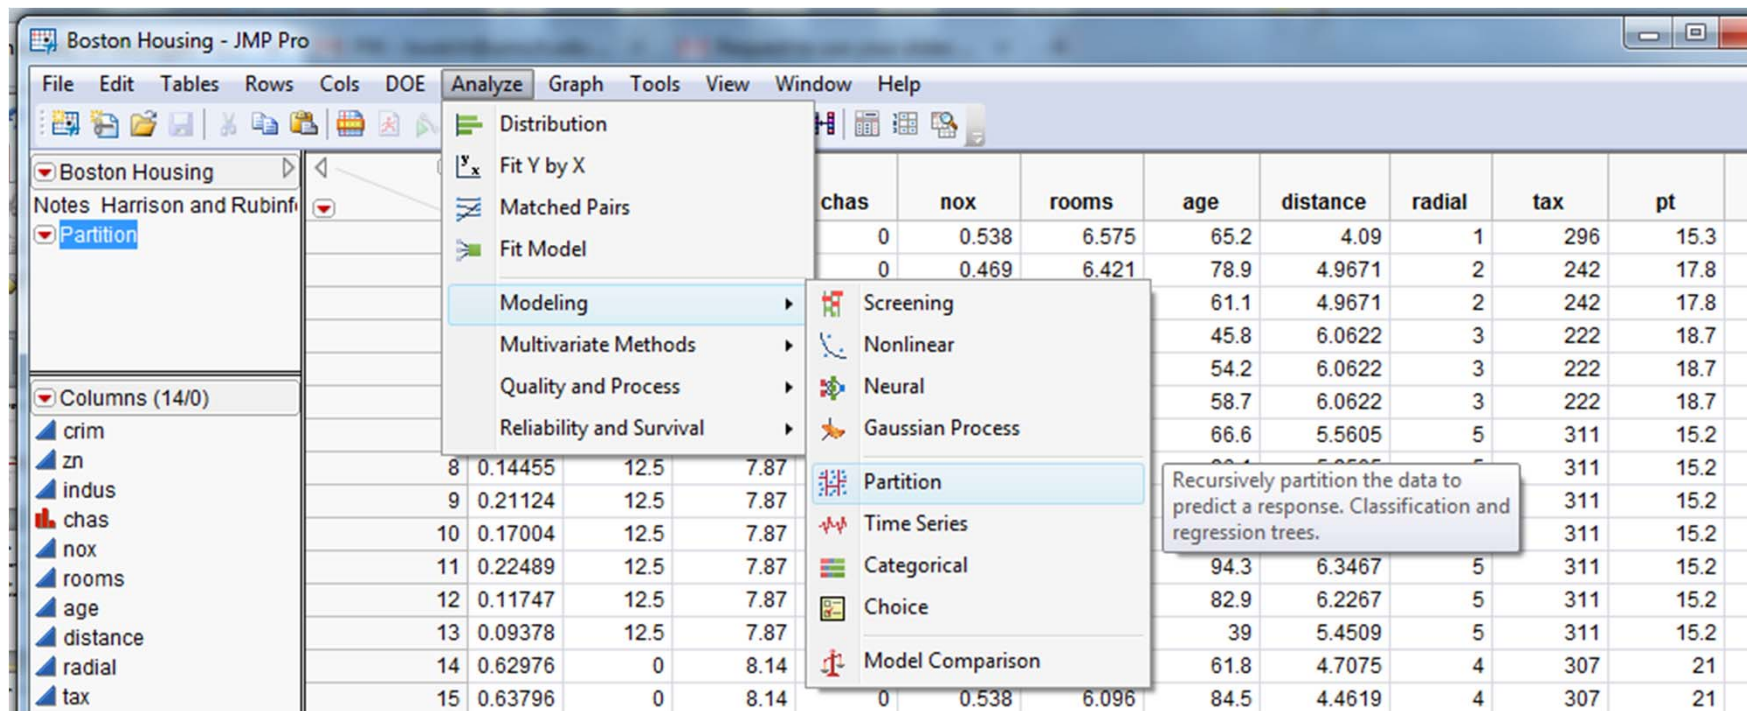 Boston Housing - JMP Pro
File Edit Tables Rows Cols DOE Analyze Graph Tools View Window Help
Boston Housing
Notes Harrison and Rubinf
Partition
Columns (14/0)
crim
zn
indus
chas
nox
rooms
age
distance
radial
tax
Distribution
Fit Y by X
Matched Pairs
Fit Model
Modeling
Multivariate Methods
Quality and Process
Reliability and Survival
Screening
Nonlinear
Neural
Gaussian Process
Partition
Time Series
Categorical
Choice
Model Comparison
Recursively partition the data to
predict a response. Classification and
regression trees.
chas nox rooms age distance radial tax pt
0 0.538 6.575 65.2 4.09 1 296 15.3
0 0.469 6.421 78.9 4.9671 2 242 17.8
61.1 4.9671 2 242 17.8
45.8 6.0622 3 222 18.7
54.2 6.0622 3 222 18.7
58.7 6.0622 3 222 18.7
66.6 5.5605 5 311 15.2
8 0.14455 12.5 7.87 311 15.2
9 0.21124 12.5 7.87 311 15.2
10 0.17004 12.5 7.87 311 15.2
11 0.22489 12.5 7.87 94.3 6.3467 5 311 15.2
12 0.11747 12.5 7.87 82.9 6.2267 5 311 15.2
13 0.09378 12.5 7.87 39 5.4509 5 311 15.2
14 0.62976 0 8.14 61.8 4.7075 4 307 21
15 0.63796 0 8.14 0 0.538 6.096 84.5 4.4619 4 307 21